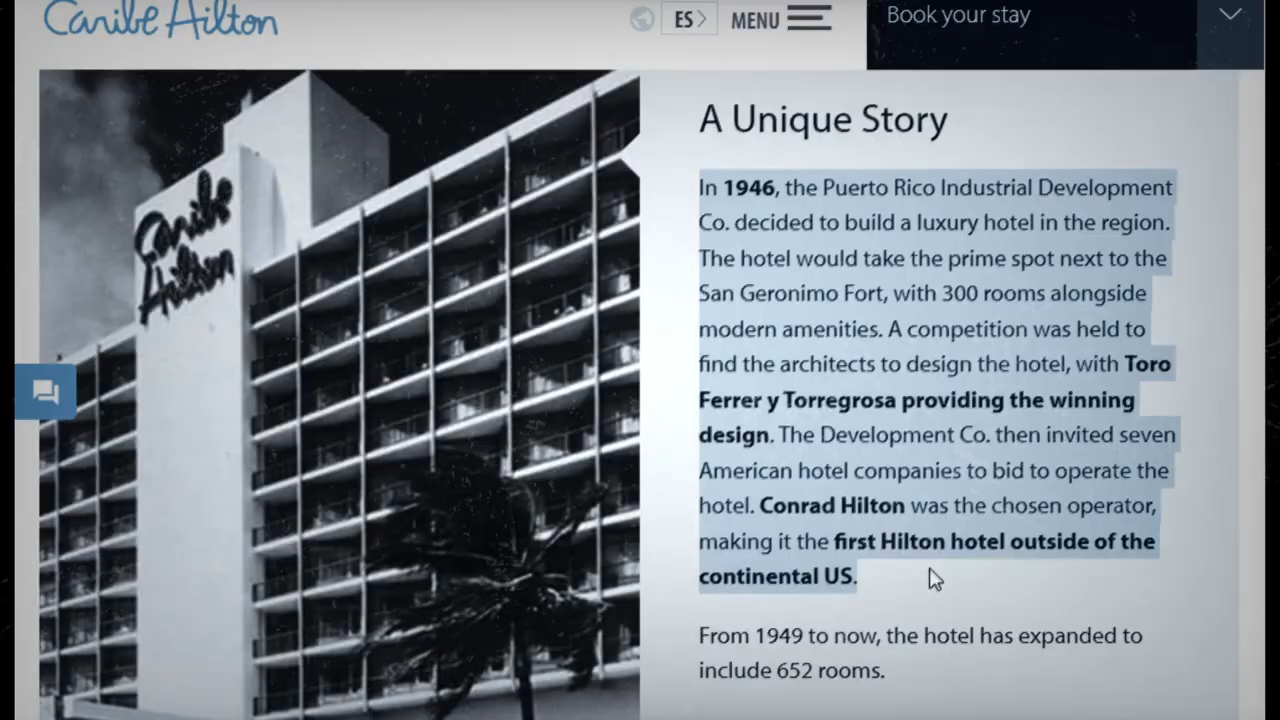 Caribe Hilton
ES
MENU
Book your stay
Caribe
Hilton
A Unique Story
In 1946, the Puerto Rico Industrial Development
Co. decided to build a luxury hotel in the region.
The hotel would take the prime spot next to the
San Geronimo Fort, with 300 rooms alongside
modern amenities. A competition was held to
find the architects to design the hotel, with Toro
Ferrer y Torregrosa providing the winning
design. The Development Co. then invited seven
American hotel companies to bid to operate the
hotel. Conrad Hilton was the chosen operator,
making it the first Hilton hotel outside of the
continental US.
From 1949 to now, the hotel has expanded to
include 652 rooms.